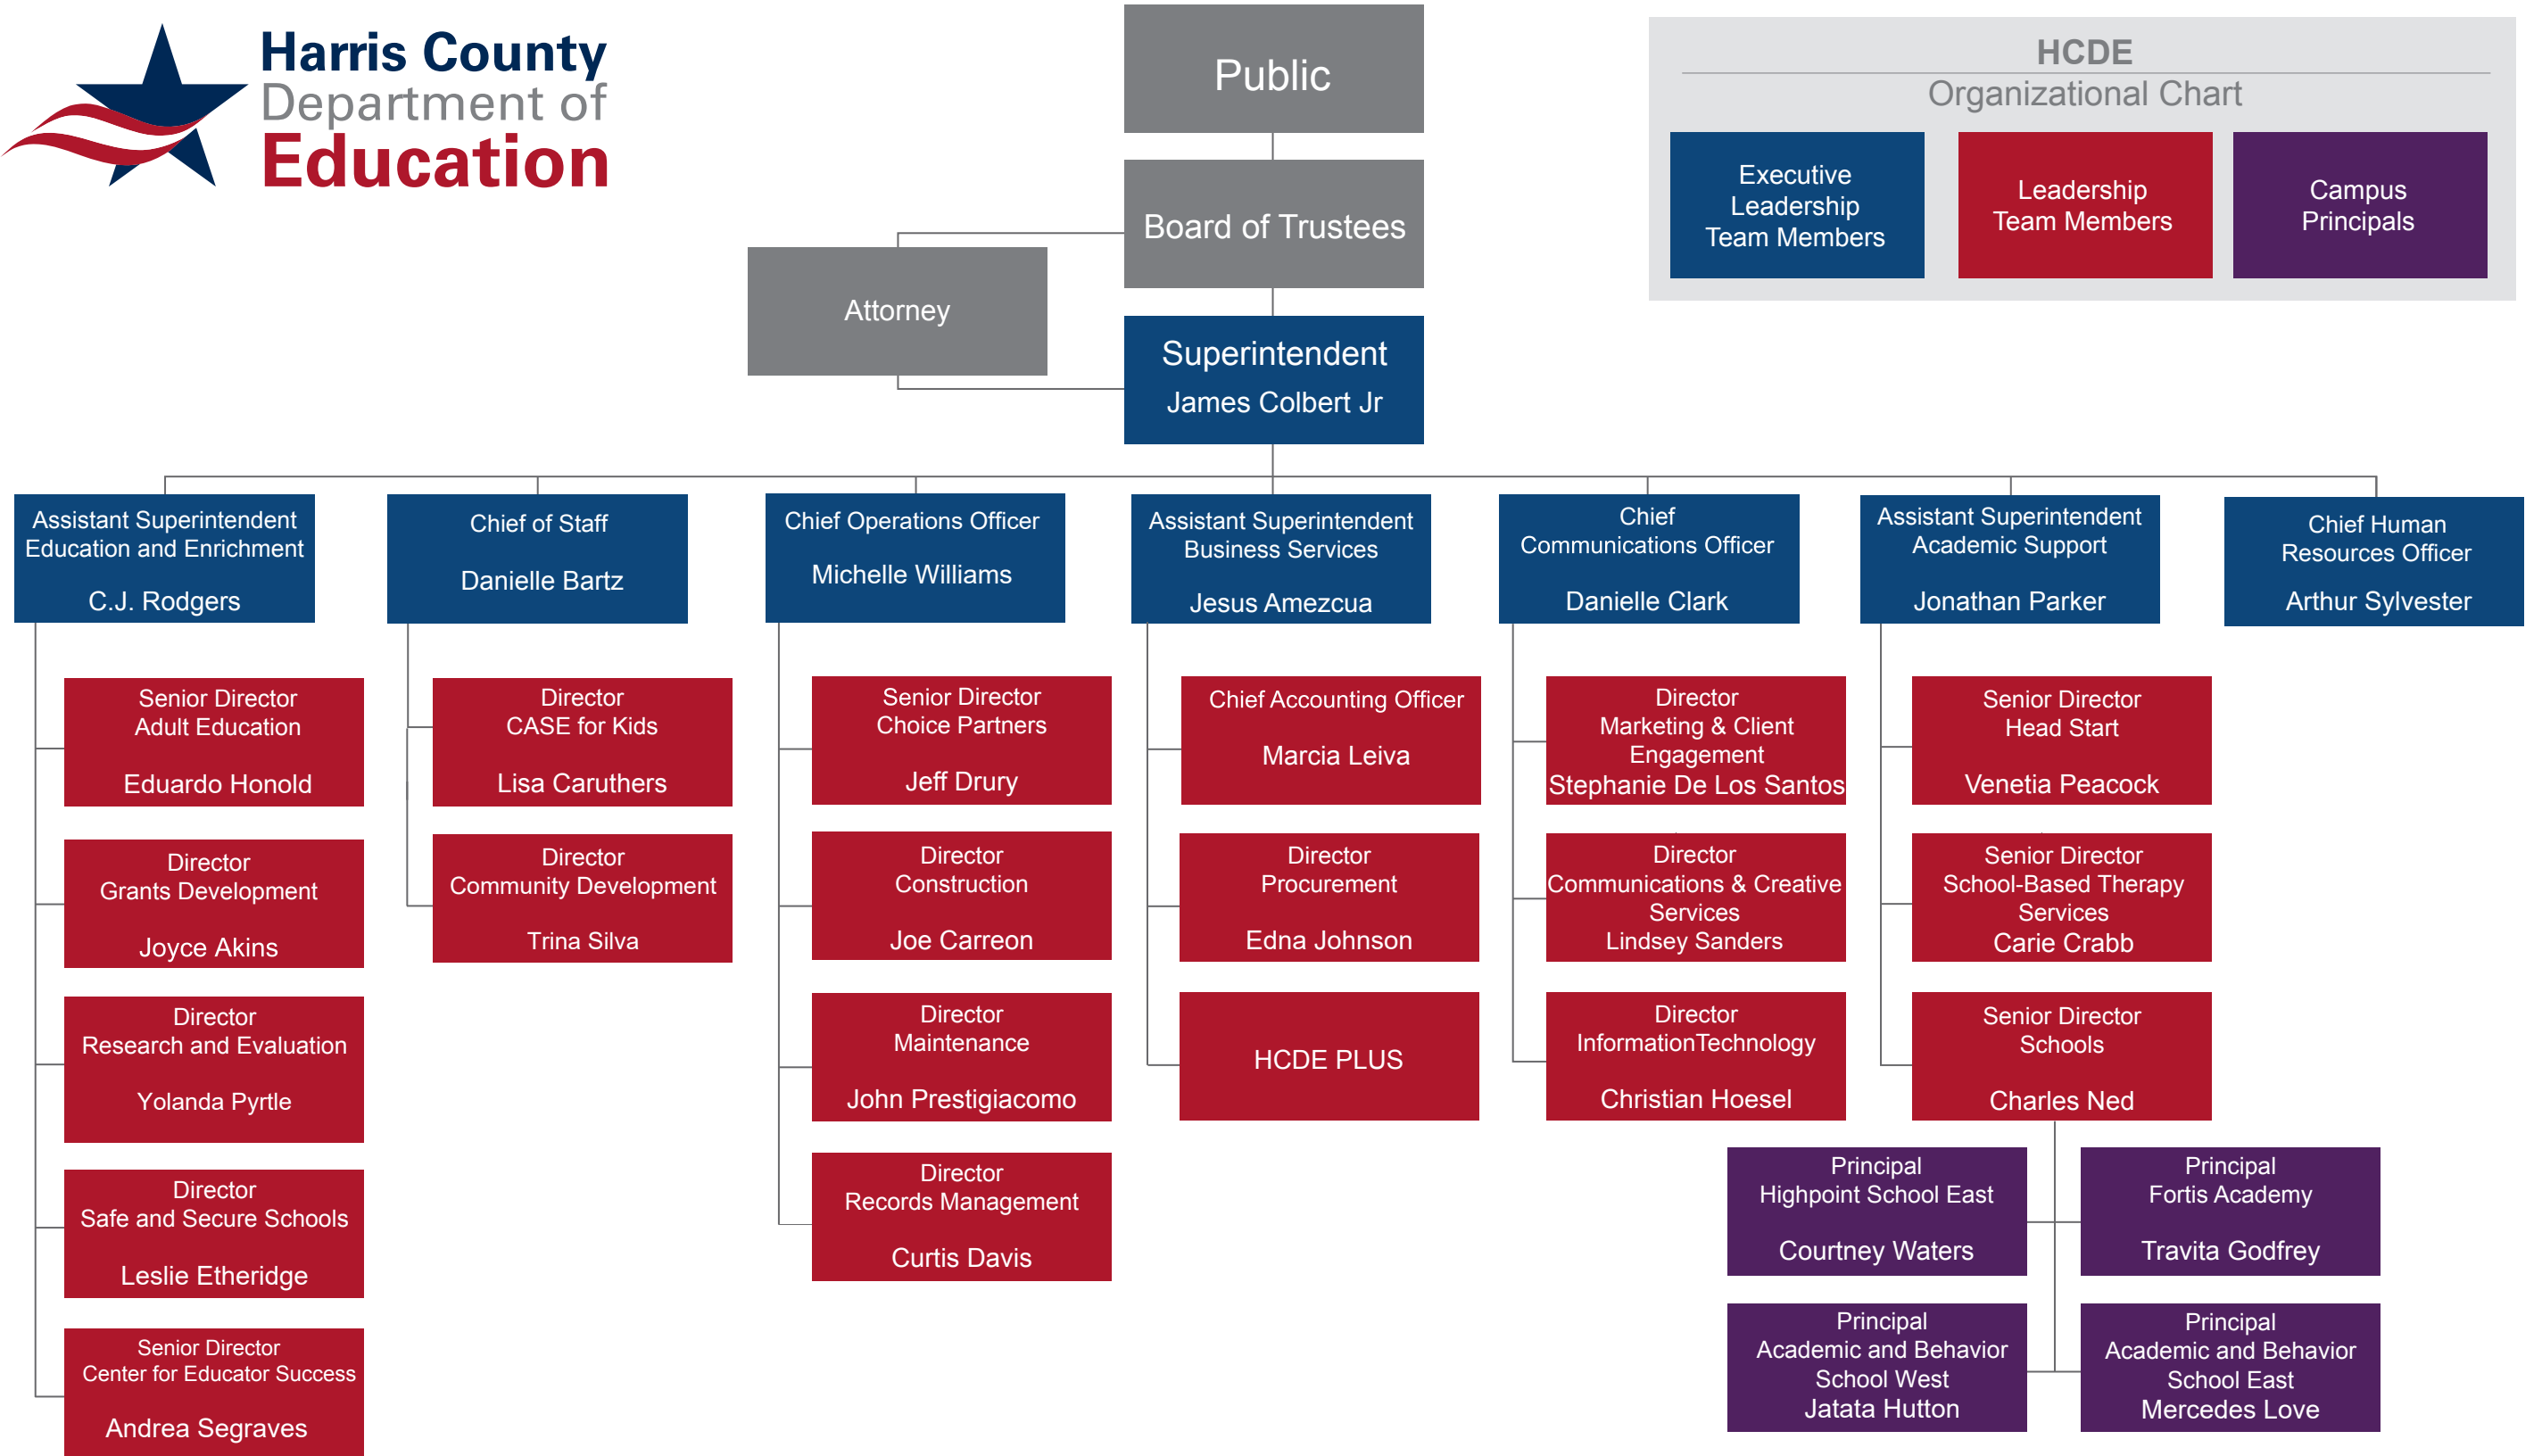 Harris County
Department of
Education
Public
HCDE
Organizational Chart
Executive
Leadership
Team Members
Leadership
Team Members
Campus
Principals
Board of Trustees
Attorney
Superintendent
James Colbert Jr
Assistant Superintendent
Education and Enrichment
C.J. Rodgers
Chief of Staff
Danielle Bartz
Chief Operations Officer
Michelle Williams
Assistant Superintendent
Business Services
Jesus Amezcua
Chief
Communications Officer
Danielle Clark
Assistant Superintendent
Academic Support
Jonathan Parker
Chief Human
Resources Officer
Arthur Sylvester
Senior Director
Adult Education
Eduardo Honold
Director
Grants Development
Joyce Akins
Director
Research and Evaluation
Yolanda Pyrtle
Director
Safe and Secure Schools
Leslie Etheridge
Senior Director
Center for Educator Success
Andrea Segraves
Director
CASE for Kids
Lisa Caruthers
Director
Community Development
Trina Silva
Senior Director
Choice Partners
Jeff Drury
Director
Construction
Joe Carreon
Director
Maintenance
John Prestigiacomo
Director
Records Management
Curtis Davis
Chief Accounting Officer
Marcia Leiva
Director
Procurement
Edna Johnson
HCDE PLUS
Director
Marketing & Client
Engagement
Stephanie De Los Santos
Director
Communications & Creative
Services
Lindsey Sanders
Director
InformationTechnology
Christian Hoesel
Senior Director
Head Start
Venetia Peacock
Senior Director
School-Based Therapy
Services
Carie Crabb
Senior Director
Schools
Charles Ned
Principal
Highpoint School East
Courtney Waters
Principal
Fortis Academy
Travita Godfrey
Principal
Academic and Behavior
School West
Jatata Hutton
Principal
Academic and Behavior
School East
Mercedes Love